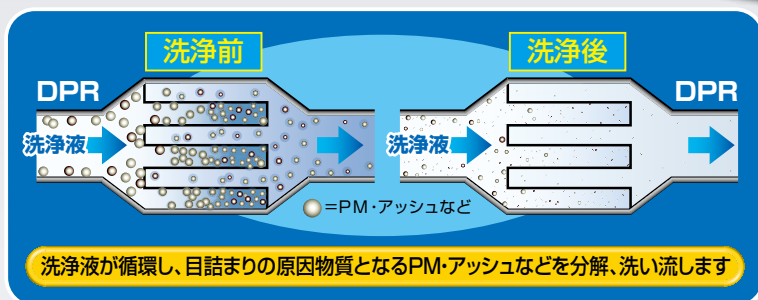 洗浄前
洗浄後
DPR
DPR
洗浄液
洗浄液
=PM・アッシュなど
洗浄液が循環し、目詰まりの原因物質となるPM・アッシュなどを分解、洗い流します